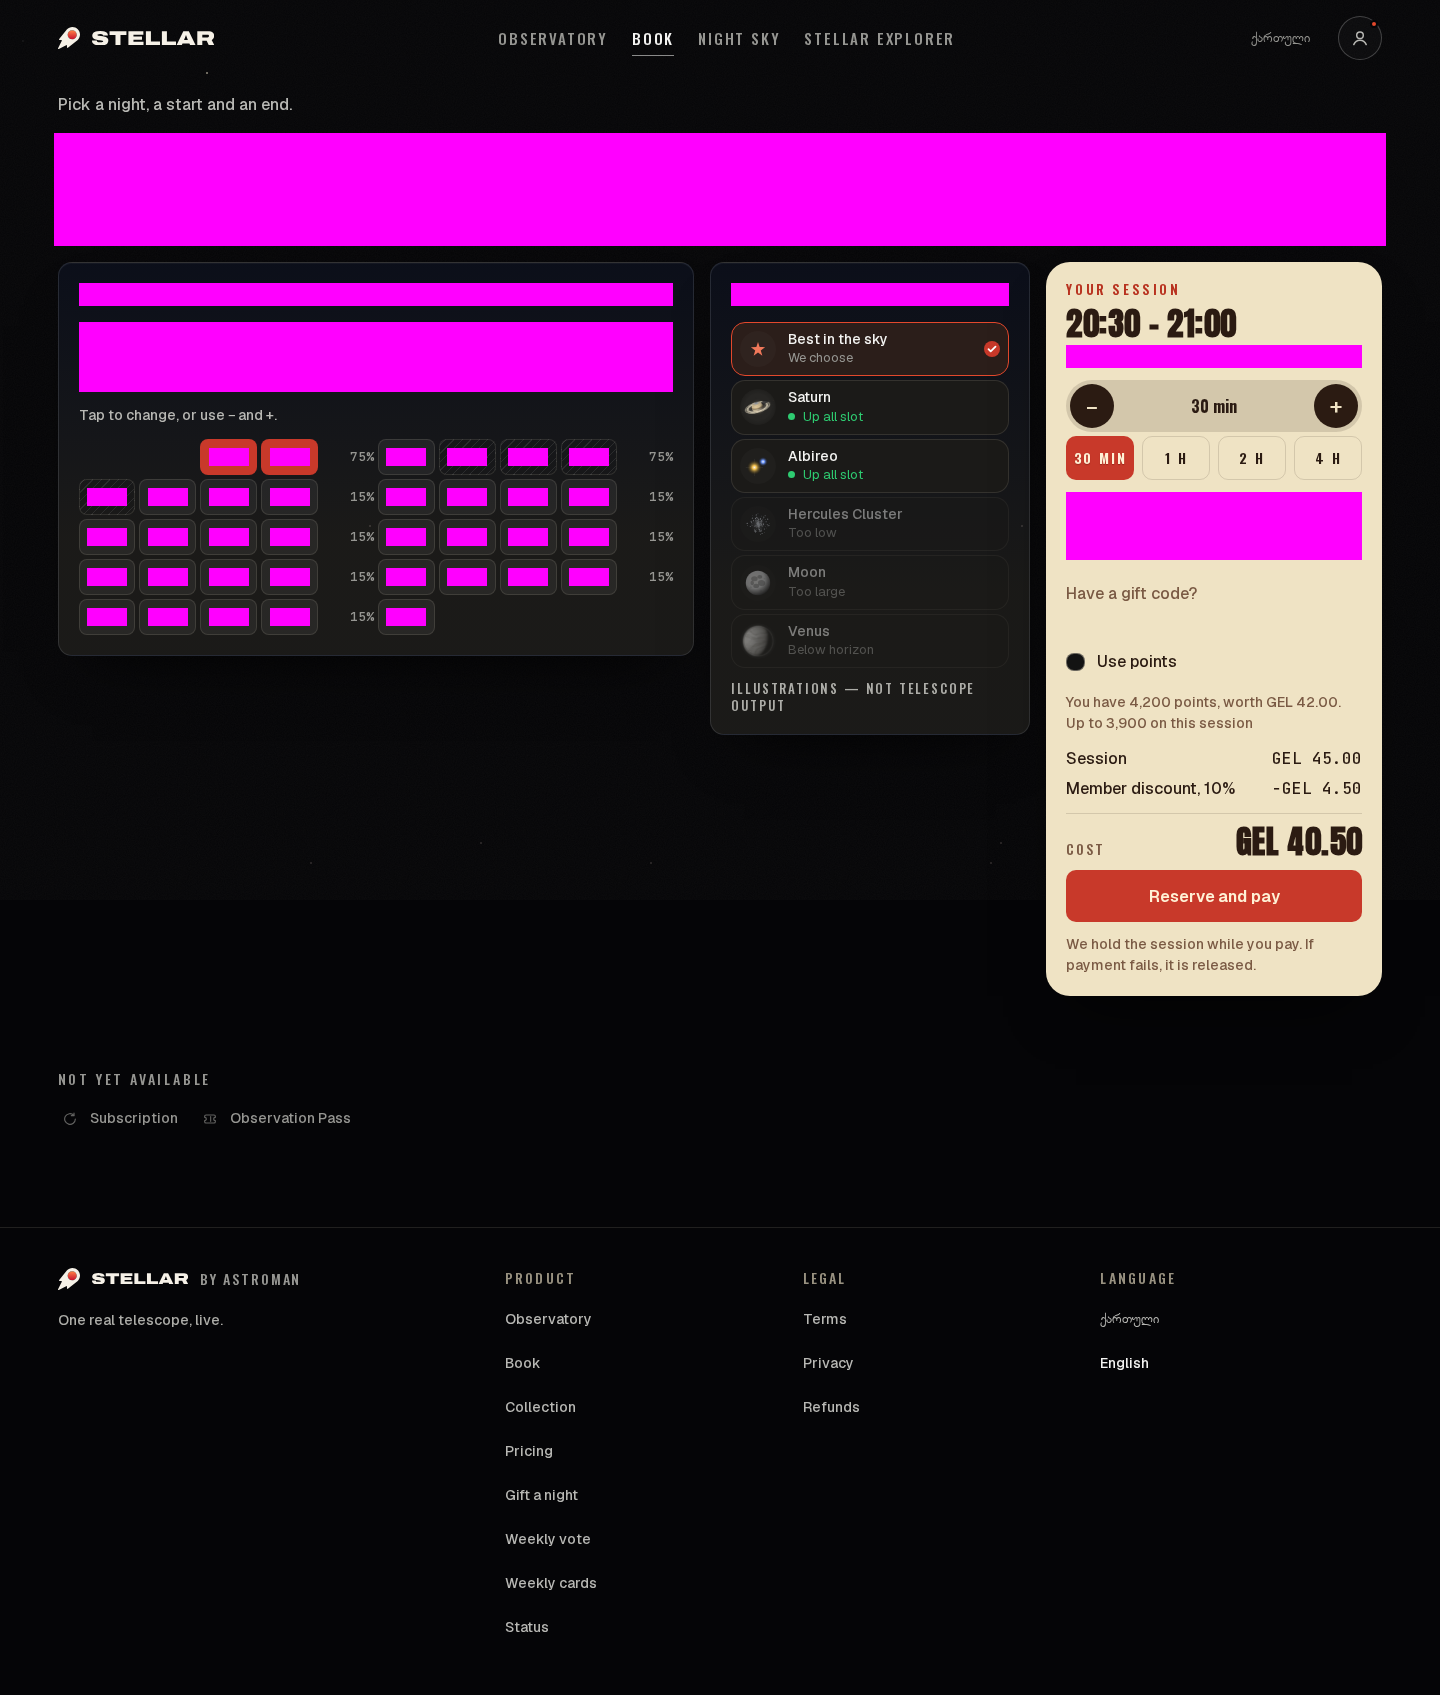 STELLAR
OBSERVATORY BOOK NIGHT SKY STELLAR EXPLORER
ქართული
Pick a night, a start and an end.
Tap to change, or use − and +.
75% 75%
15% 15%
15% 15%
15% 15%
15%
Best in the sky
We choose
Saturn
Up all slot
Albireo
Up all slot
Hercules Cluster
Too low
Moon
Too large
Venus
Below horizon
ILLUSTRATIONS — NOT TELESCOPE
OUTPUT
YOUR SESSION
20:30 – 21:00
− 30 min +
30 MIN 1 H 2 H 4 H
Have a gift code?
Use points
You have 4,200 points, worth GEL 42.00.
Up to 3,900 on this session
Session GEL 45.00
Member discount, 10% -GEL 4.50
COST GEL 40.50
Reserve and pay
We hold the session while you pay. If
payment fails, it is released.
NOT YET AVAILABLE
Subscription Observation Pass
STELLAR BY ASTROMAN
One real telescope, live.
PRODUCT
Observatory
Book
Collection
Pricing
Gift a night
Weekly vote
Weekly cards
Status
LEGAL
Terms
Privacy
Refunds
LANGUAGE
ქართული
English